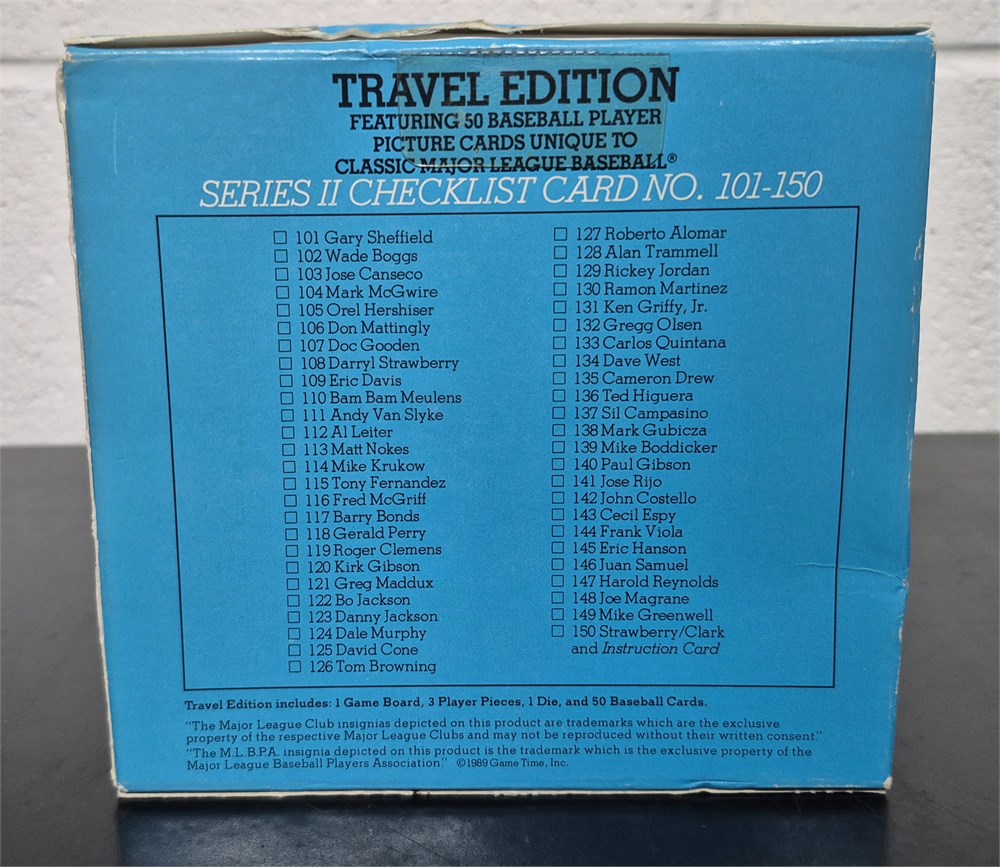 TRAVEL EDITION
FEATURING 50 BASEBALL PLAYER
PICTURE CARDS UNIQUE TO
CLASSIC MAJOR LEAGUE BASEBALL®
SERIES II CHECKLIST CARD NO. 101-150
101 Gary Sheffield
102 Wade Boggs
103 Jose Canseco
104 Mark McGwire
105 Orel Hershiser
106 Don Mattingly
107 Doc Gooden
108 Darryl Strawberry
109 Eric Davis
110 Bam Bam Meulens
111 Andy Van Slyke
112 Al Leiter
113 Matt Nokes
114 Mike Krukow
115 Tony Fernandez
116 Fred McGriff
117 Barry Bonds
118 Gerald Perry
119 Roger Clemens
120 Kirk Gibson
121 Greg Maddux
122 Bo Jackson
123 Danny Jackson
124 Dale Murphy
125 David Cone
126 Tom Browning
127 Roberto Alomar
128 Alan Trammell
129 Rickey Jordan
130 Ramon Martinez
131 Ken Griffy, Jr.
132 Gregg Olsen
133 Carlos Quintana
134 Dave West
135 Cameron Drew
136 Ted Higuera
137 Sil Campasino
138 Mark Gubicza
139 Mike Boddicker
140 Paul Gibson
141 Jose Rijo
142 John Costello
143 Cecil Espy
144 Frank Viola
145 Eric Hanson
146 Juan Samuel
147 Harold Reynolds
148 Joe Magrane
149 Mike Greenwell
150 Strawberry/Clark
and Instruction Card
Travel Edition includes: 1 Game Board, 3 Player Pieces, 1 Die, and 50 Baseball Cards.
"The Major League Club insignias depicted on this product are trademarks which are the exclusive
property of the respective Major League Clubs and may not be reproduced without their written consent."
"The M.L.B.P.A. insignia depicted on this product is the trademark which is the exclusive property of the
Major League Baseball Players Association." ©1989 Game Time, Inc.